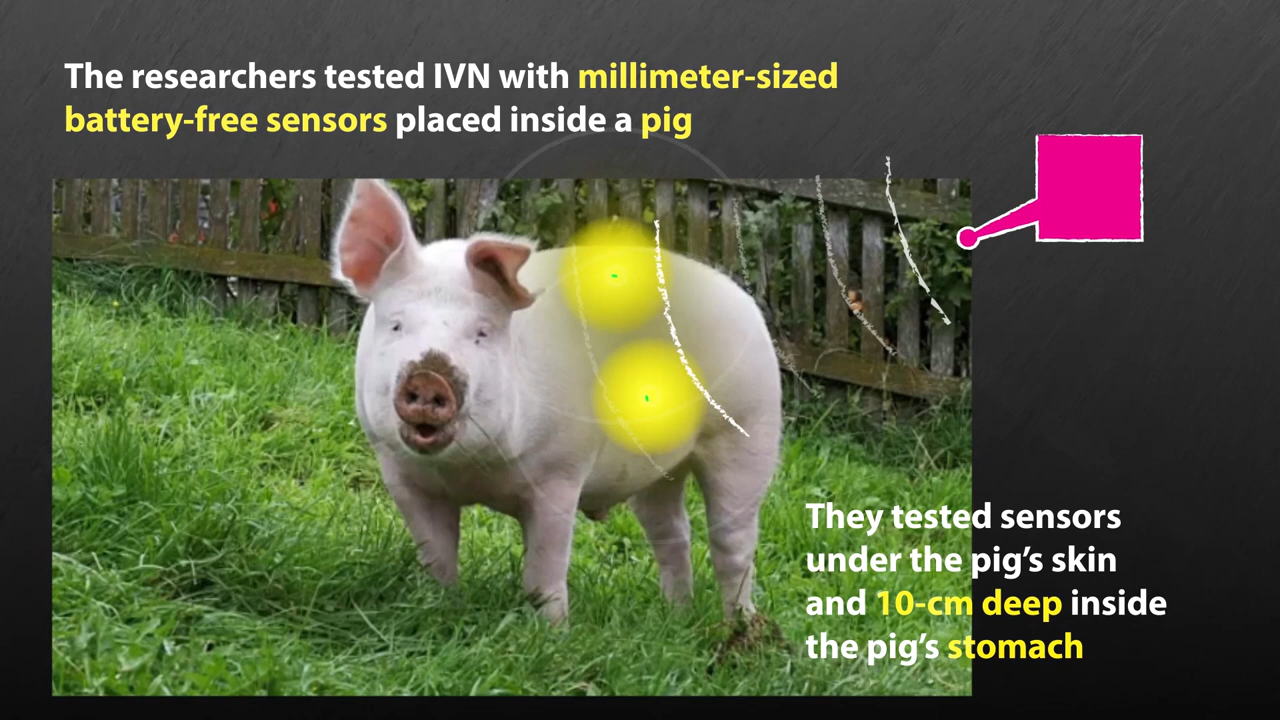 The researchers tested IVN with millimeter-sized
battery-free sensors placed inside a pig
They tested sensors
under the pig’s skin
and 10-cm deep inside
the pig’s stomach